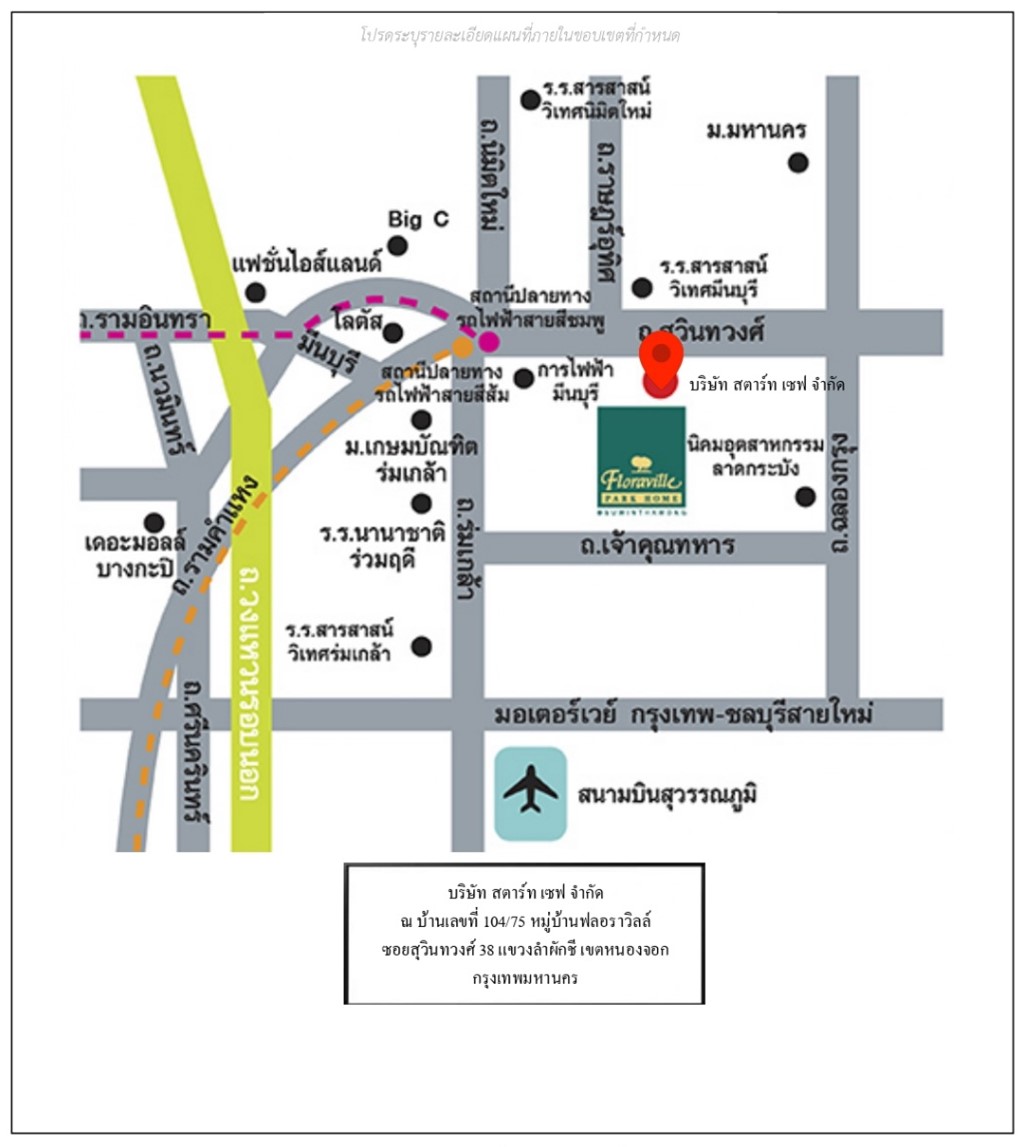 โปรดระบุรายละเอียดแผนที่ภายในขอบเขตที่กำหนด
ร.ร.สารสาสน์
วิเทศนิมิตใหม่
ม.มหานคร
ถ.นิมิตใหม่
ถ.ราษฎร์อุทิศ
Big C
แฟชั่นไอส์แลนด์
ร.ร.สารสาสน์
วิเทศมีนบุรี
สถานีปลายทาง
รถไฟฟ้าสายสีชมพู
ถ.รามอินทรา
โลตัส
ถ.สุวินทวงศ์
มีนบุรี
ถ.นวมินทร์
สถานีปลายทาง
รถไฟฟ้าสายสีส้ม
การไฟฟ้า
มีนบุรี
บริษัท สตาร์ท เซฟ จำกัด
ม.เกษมบัณฑิต
ร่มเกล้า
นิคมอุตสาหกรรม
ลาดกระบัง
Floraville
PARK HOME
SUWINTHAWONG
ถ.ฉลองกรุง
ถ.รามคำแหง
เดอะมอลล์
บางกะปิ
ร.ร.นานาชาติ
ร่วมฤดี
ถ.ร่มเกล้า
ถ.เจ้าคุณทหาร
ถ.วงแหวนรอบนอก
ร.ร.สารสาสน์
วิเทศร่มเกล้า
ถ.ศรีนครินทร์
มอเตอร์เวย์ กรุงเทพ-ชลบุรีสายใหม่
สนามบินสุวรรณภูมิ
บริษัท สตาร์ท เซฟ จำกัด
ณ บ้านเลขที่ 104/75 หมู่บ้านฟลอราวิลล์
ซอยสุวินทวงศ์ 38 แขวงลำผักชี เขตหนองจอก
กรุงเทพมหานคร